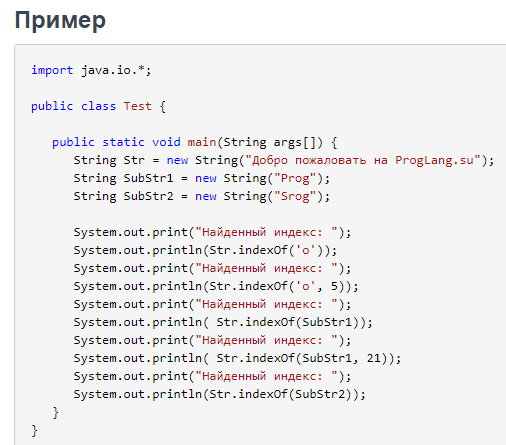 Пример
import java.io.*;
public class Test {
public static void main(String args[]) {
String Str = new String("Добро пожаловать на ProgLang.su");
String SubStr1 = new String("Prog");
String SubStr2 = new String("Srog");
System.out.print("Найденный индекс: ");
System.out.println(Str.indexOf('о'));
System.out.print("Найденный индекс: ");
System.out.println(Str.indexOf('о', 5));
System.out.print("Найденный индекс: ");
System.out.println( Str.indexOf(SubStr1));
System.out.print("Найденный индекс: ");
System.out.println( Str.indexOf(SubStr1, 21));
System.out.print("Найденный индекс: ");
System.out.println(Str.indexOf(SubStr2));
}
}